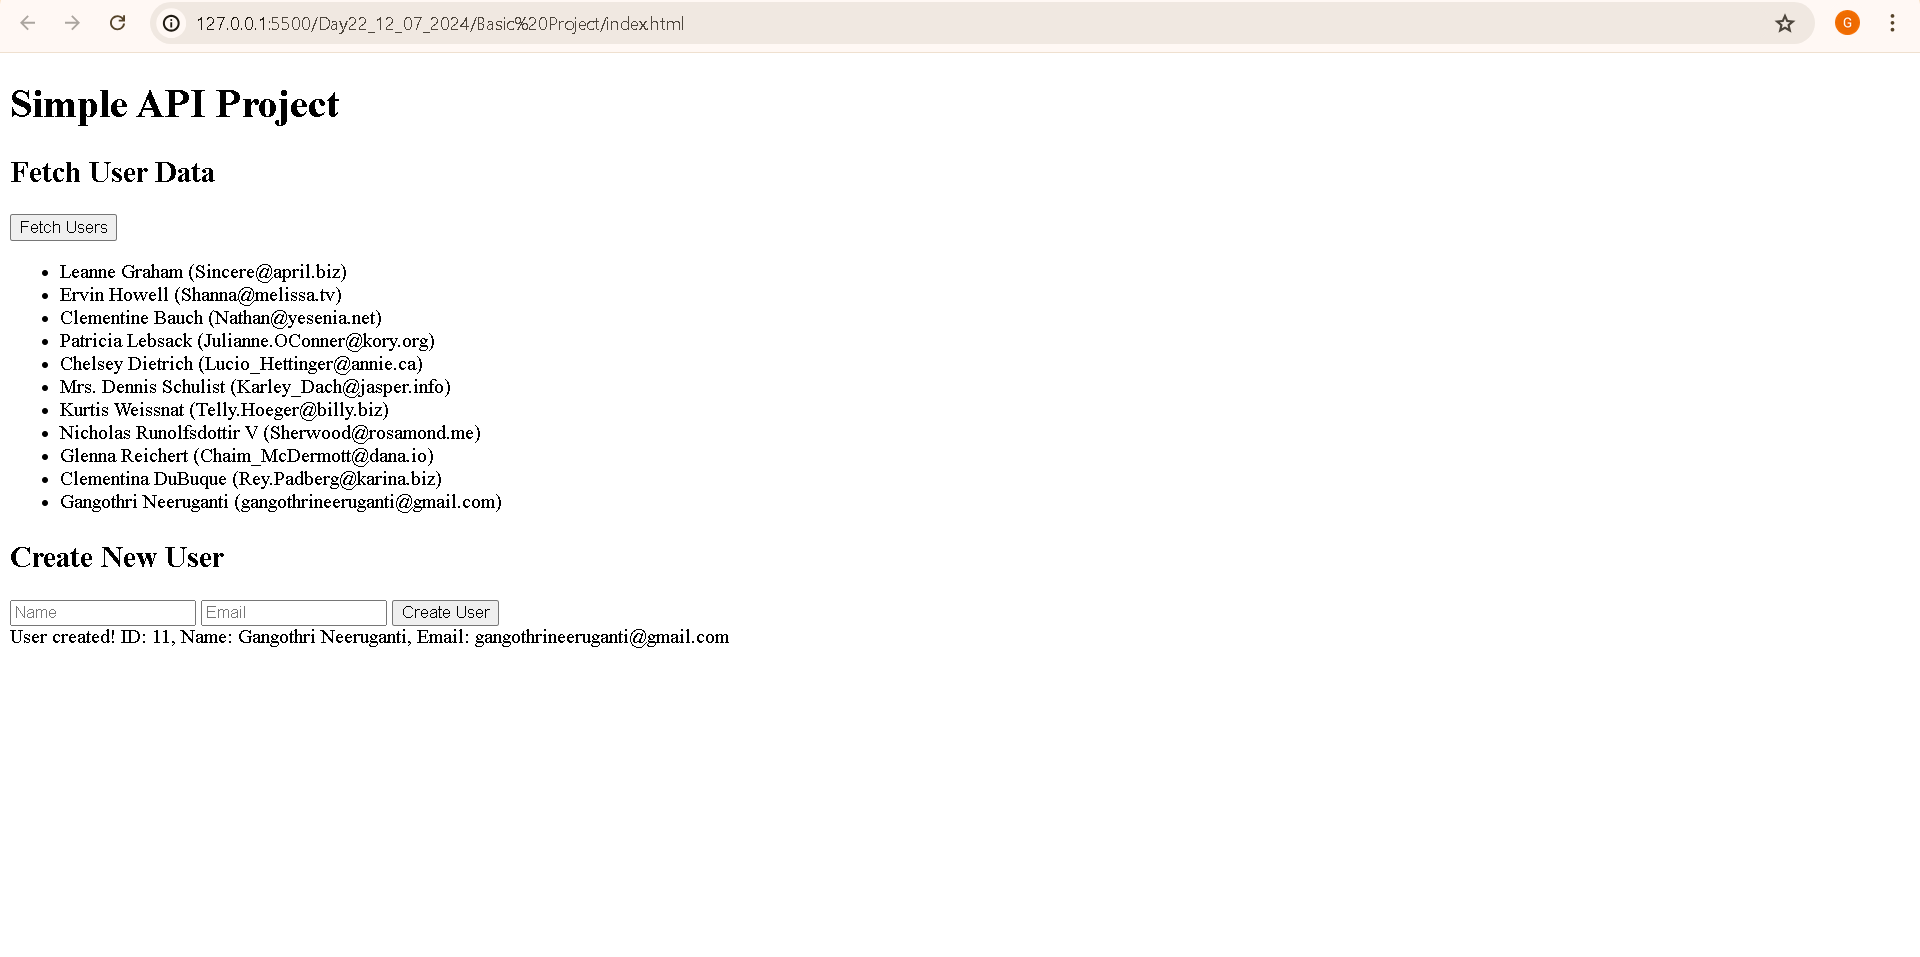 127.0.0.1:5500/Day22_12_07_2024/Basic%20Project/index.html
G
Simple API Project
Fetch User Data
Fetch Users
• Leanne Graham (Sincere@april.biz)
• Ervin Howell (Shanna@melissa.tv)
• Clementine Bauch (Nathan@yesenia.net)
• Patricia Lebsack (Julianne.OConner@kory.org)
• Chelsey Dietrich (Lucio_Hettinger@annie.ca)
• Mrs. Dennis Schulist (Karley_Dach@jasper.info)
• Kurtis Weissnat (Telly.Hoeger@billy.biz)
• Nicholas Runolfsdottir V (Sherwood@rosamond.me)
• Glenna Reichert (Chaim_McDermott@dana.io)
• Clementina DuBuque (Rey.Padberg@karina.biz)
• Gangothri Neeruganti (gangothrineeruganti@gmail.com)
Create New User
Name Email Create User
User created! ID: 11, Name: Gangothri Neeruganti, Email: gangothrineeruganti@gmail.com